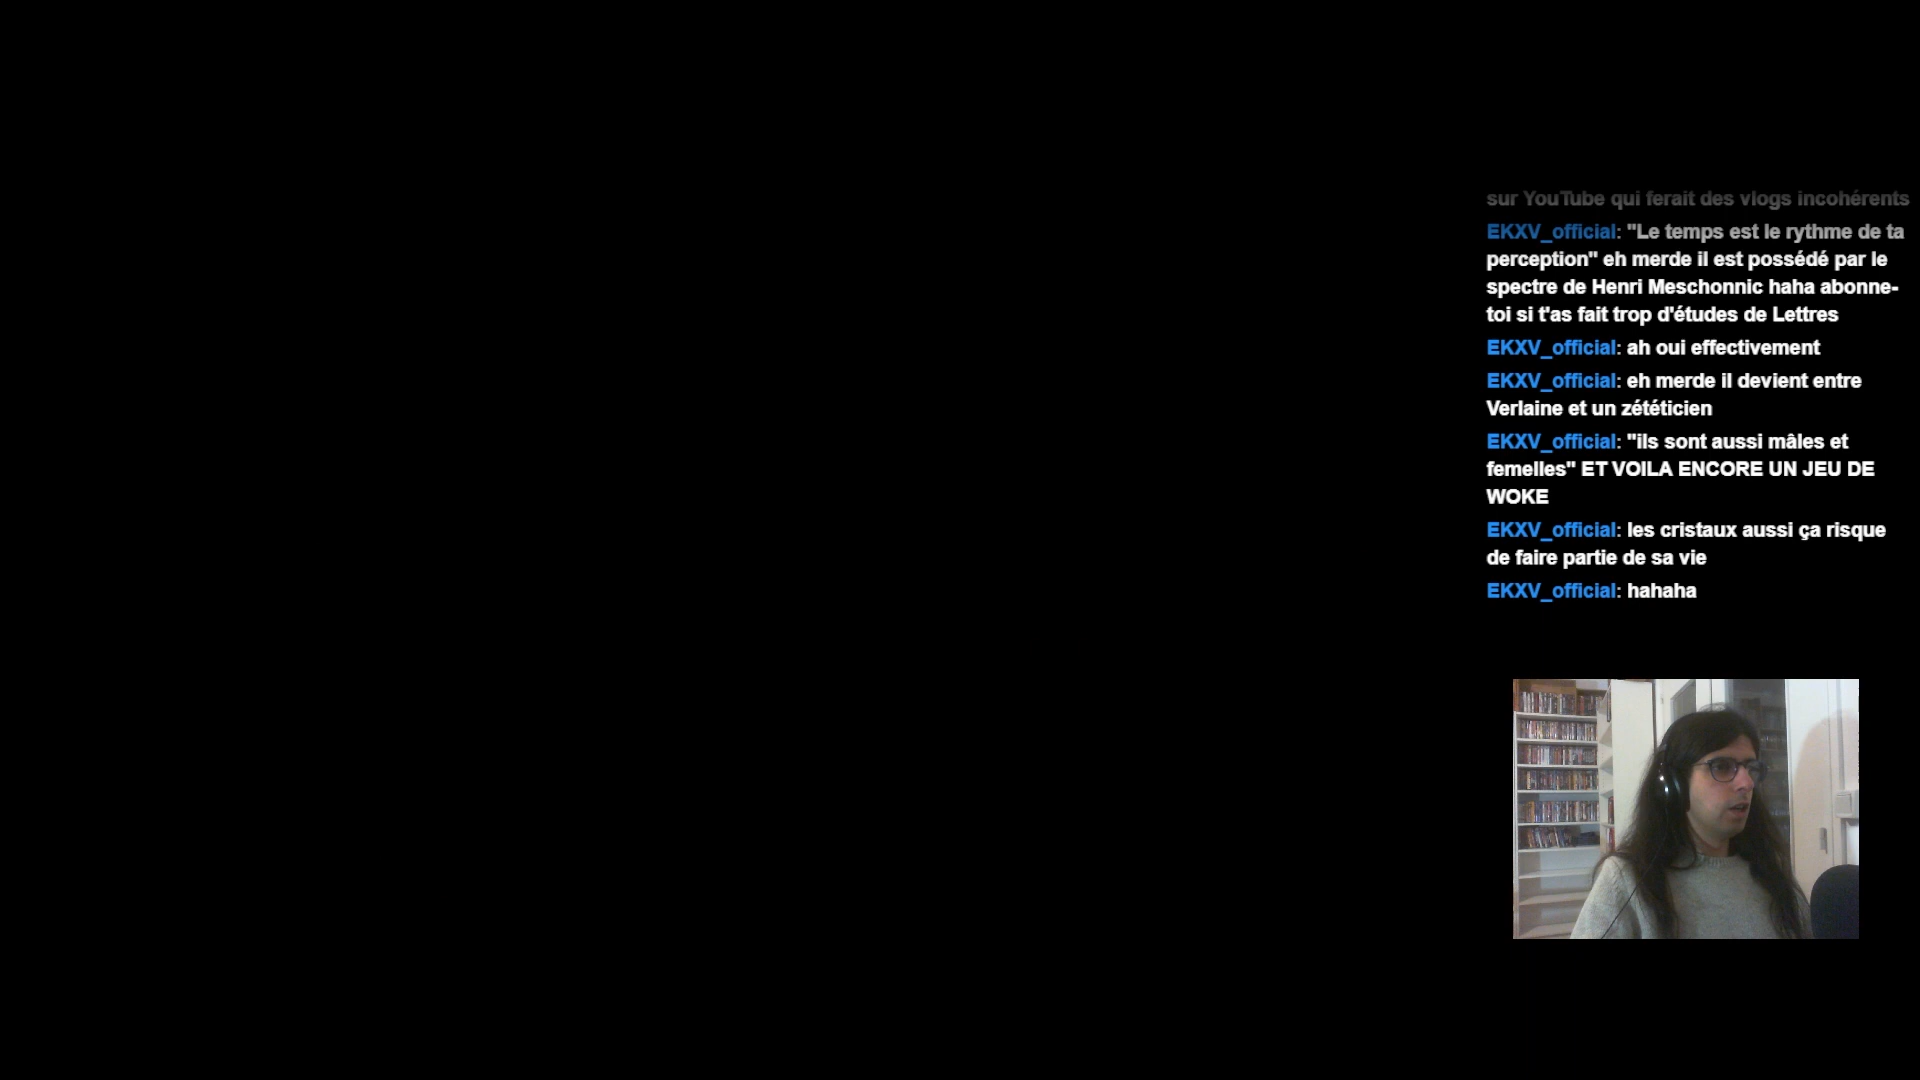 sur YouTube qui ferait des vlogs incohérents
EKXV_official: "Le temps est le rythme de ta
perception" eh merde il est possédé par le
spectre de Henri Meschonnic haha abonne-
toi si t'as fait trop d'études de Lettres
EKXV_official: ah oui effectivement
EKXV_official: eh merde il devient entre
Verlaine et un zététicien
EKXV_official: "ils sont aussi mâles et
femelles" ET VOILA ENCORE UN JEU DE
WOKE
EKXV_official: les cristaux aussi ça risque
de faire partie de sa vie
EKXV_official: hahaha